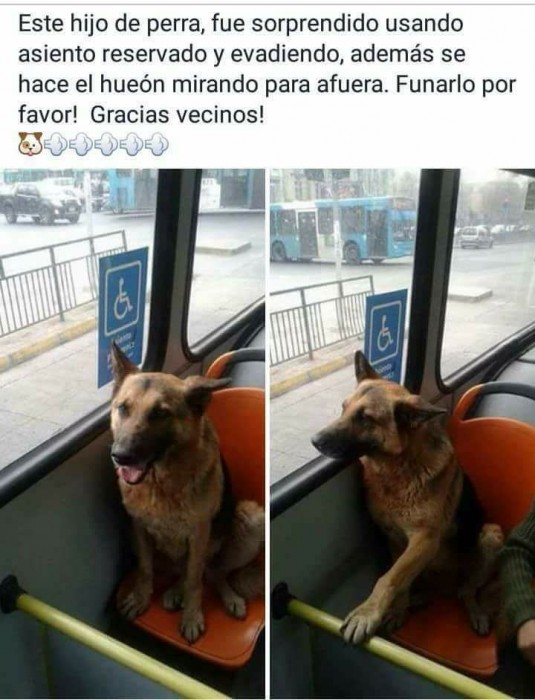 Este hijo de perra, fue sorprendido usando
asiento reservado y evadiendo, además se
hace el hueón mirando para afuera. Funarlo por
favor!  Gracias vecinos!
🐶💨💨💨💨💨